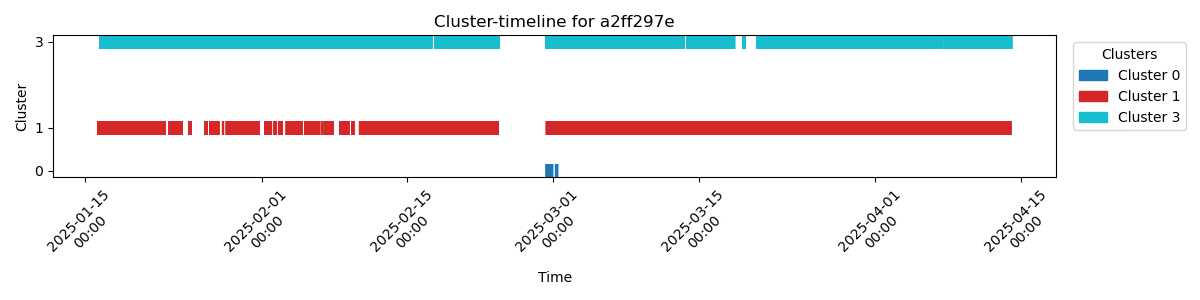 Cluster-timeline for a2ff297e
Cluster
3
1
0
2025-01-15
00:00
2025-02-01
00:00
2025-02-15
00:00
2025-03-01
00:00
2025-03-15
00:00
2025-04-01
00:00
2025-04-15
00:00
Time
Clusters
Cluster 0
Cluster 1
Cluster 3